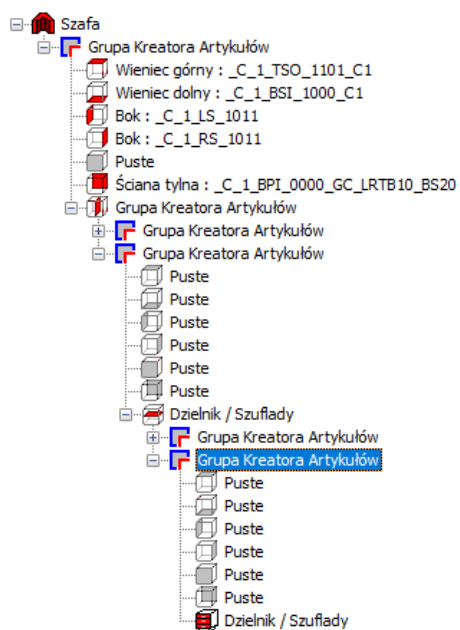 Szafa
Grupa Kreatora Artykułów
Wieniec górny : _C_1_TSO_1101_C1
Wieniec dolny : _C_1_BSI_1000_C1
Bok : _C_1_LS_1011
Bok : _C_1_RS_1011
Puste
Ściana tylna : _C_1_BPI_0000_GC_LRTB10_BS20
Grupa Kreatora Artykułów
Grupa Kreatora Artykułów
Grupa Kreatora Artykułów
Puste
Puste
Puste
Puste
Puste
Puste
Dzielnik / Szuflady
Grupa Kreatora Artykułów
Grupa Kreatora Artykułów
Puste
Puste
Puste
Puste
Puste
Puste
Dzielnik / Szuflady